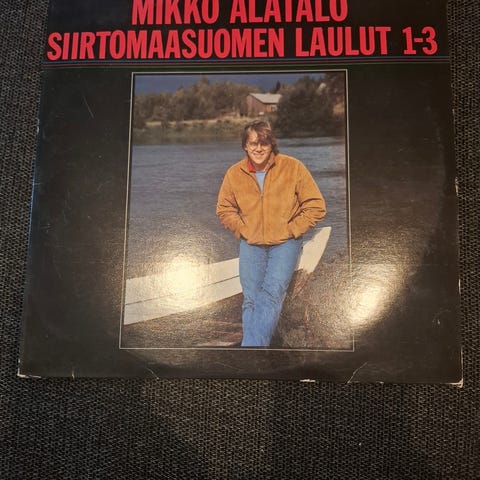 MIKKO ALATALO
SIIRTOMAASUOMEN LAULUT 1-3